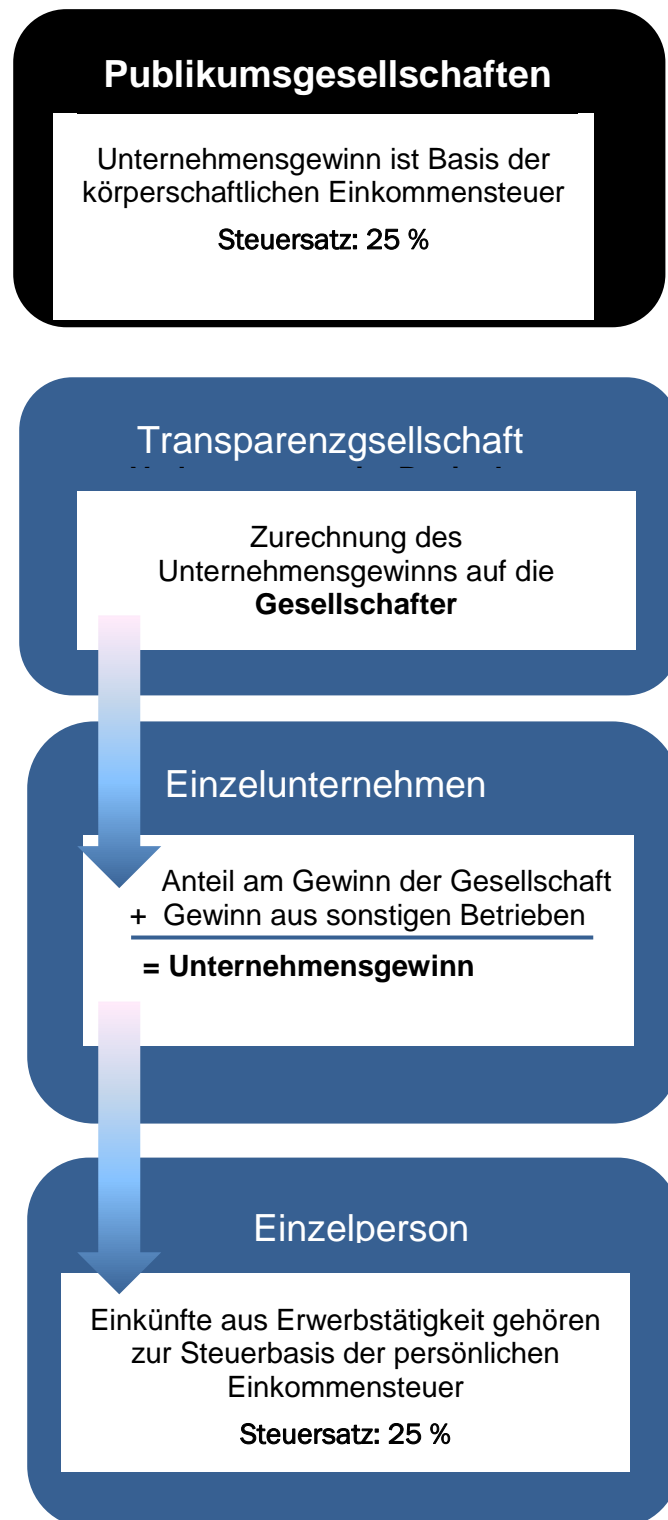 Publikumsgesellschaften
Unternehmensgewinn ist Basis der
körperschaftlichen Einkommensteuer
Steuersatz: 25 %
Transparenzgsellschaft
Zurechnung des
Unternehmensgewinns auf die
Gesellschafter
Einzelunternehmen
Anteil am Gewinn der Gesellschaft
+ Gewinn aus sonstigen Betrieben
= Unternehmensgewinn
Einzelperson
Einkünfte aus Erwerbstätigkeit gehören
zur Steuerbasis der persönlichen
Einkommensteuer
Steuersatz: 25 %